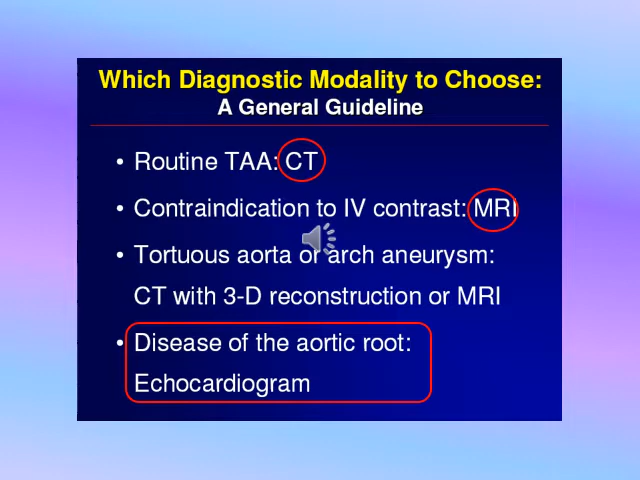 Which Diagnostic Modality to Choose:
A General Guideline
• Routine TAA: CT
• Contraindication to IV contrast: MRI
• Tortuous aorta or arch aneurysm:
CT with 3-D reconstruction or MRI
• Disease of the aortic root:
Echocardiogram